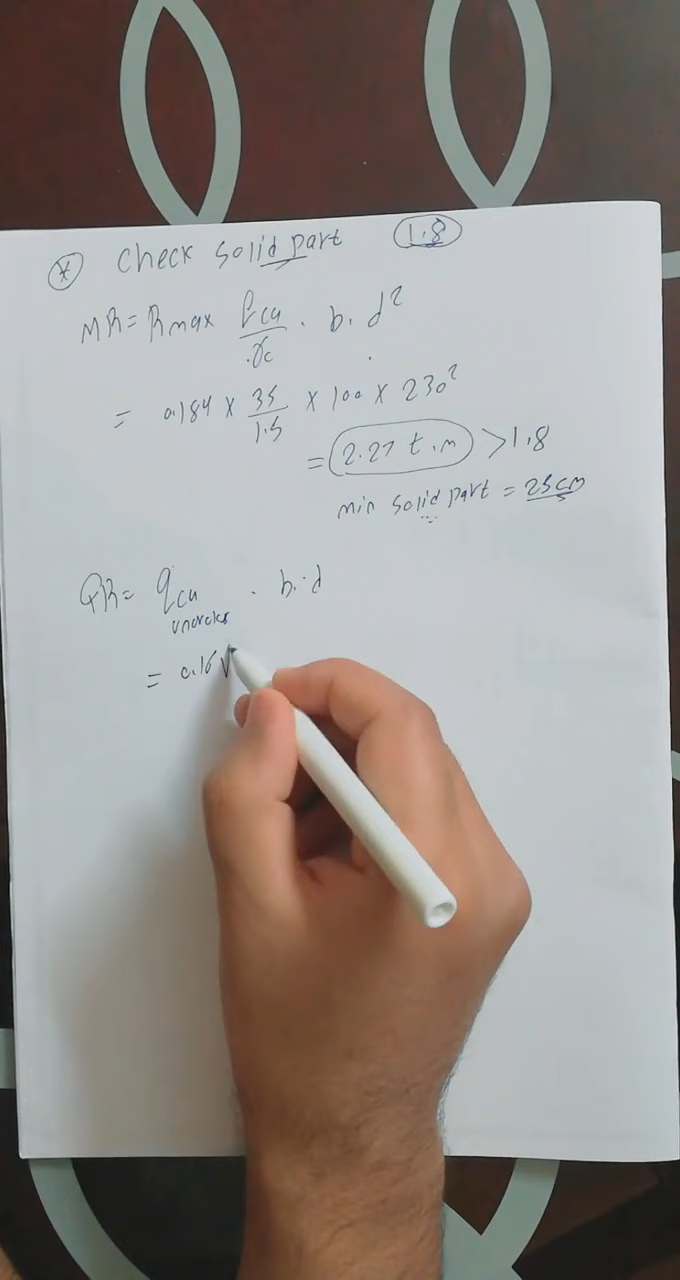 * Check solid part 1.8
MR = Rmax fcu/γc . b . d²
= 0.184 × 35/1.5 × 100 × 230²
= 2.27 t.m > 1.8
min solid part = 25cm
QR = qcu . b . d
= 0.16 √